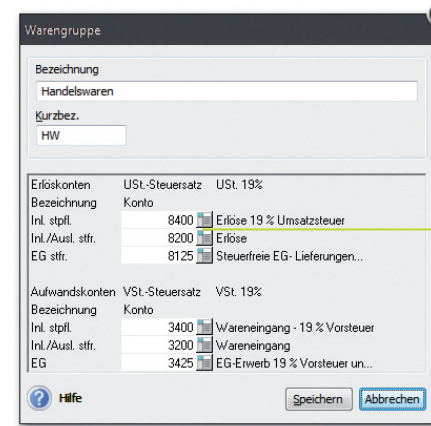 Warengruppe
Bezeichnung
Handelswaren
Kurzbez.
HW
Erlöskonten USt.-Steuersatz USt. 19%
Bezeichnung Konto
Inl. stpfl. 8400 Erlöse 19 % Umsatzsteuer
Inl./Ausl. stfr. 8200 Erlöse
EG stfr. 8125 Steuerfreie EG- Lieferungen...
Aufwandskonten VSt.-Steuersatz VSt. 19%
Bezeichnung Konto
Inl. stpfl. 3400 Wareneingang - 19 % Vorsteuer
Inl./Ausl. stfr. 3200 Wareneingang
EG 3425 EG-Erwerb 19 % Vorsteuer un...
? Hilfe Speichern Abbrechen